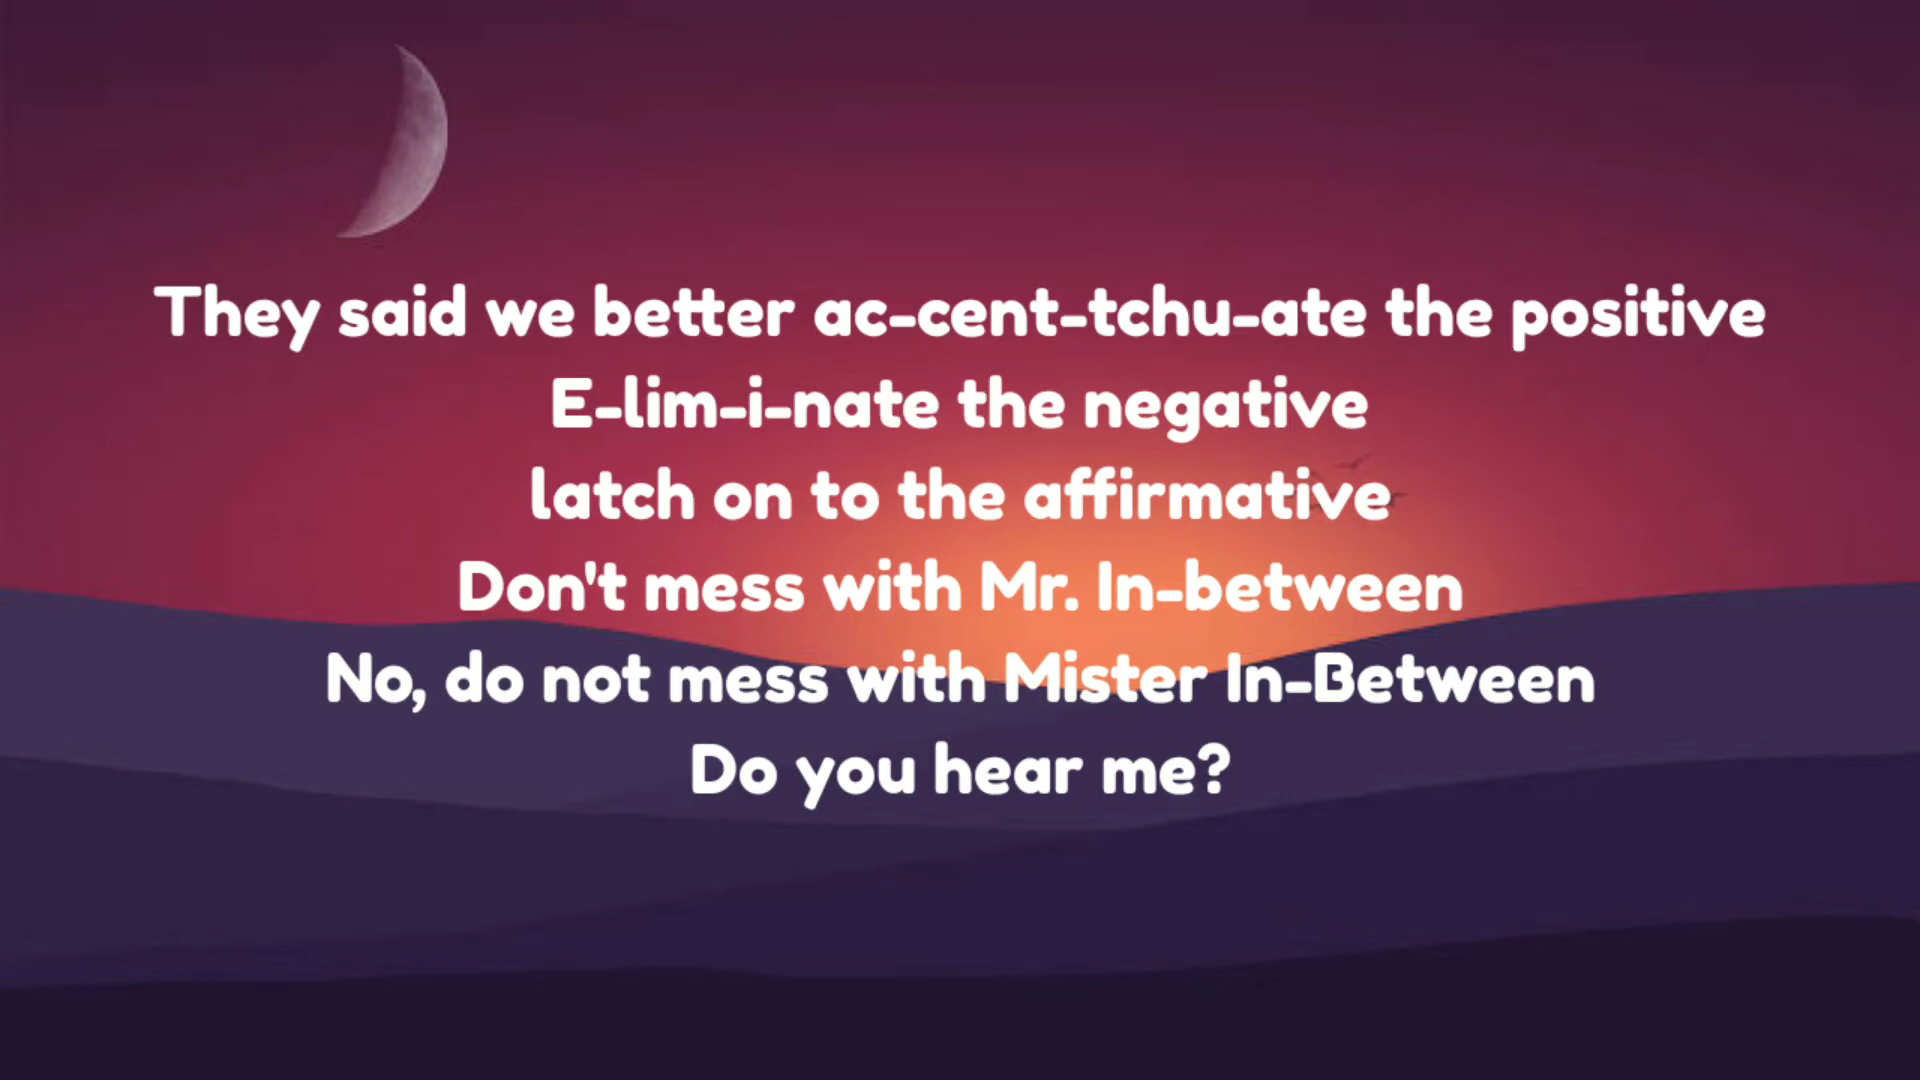 They said we better ac-cent-tchu-ate the positive
E-lim-i-nate the negative
latch on to the affirmative
Don't mess with Mr. In-between
No, do not mess with Mister In-Between
Do you hear me?